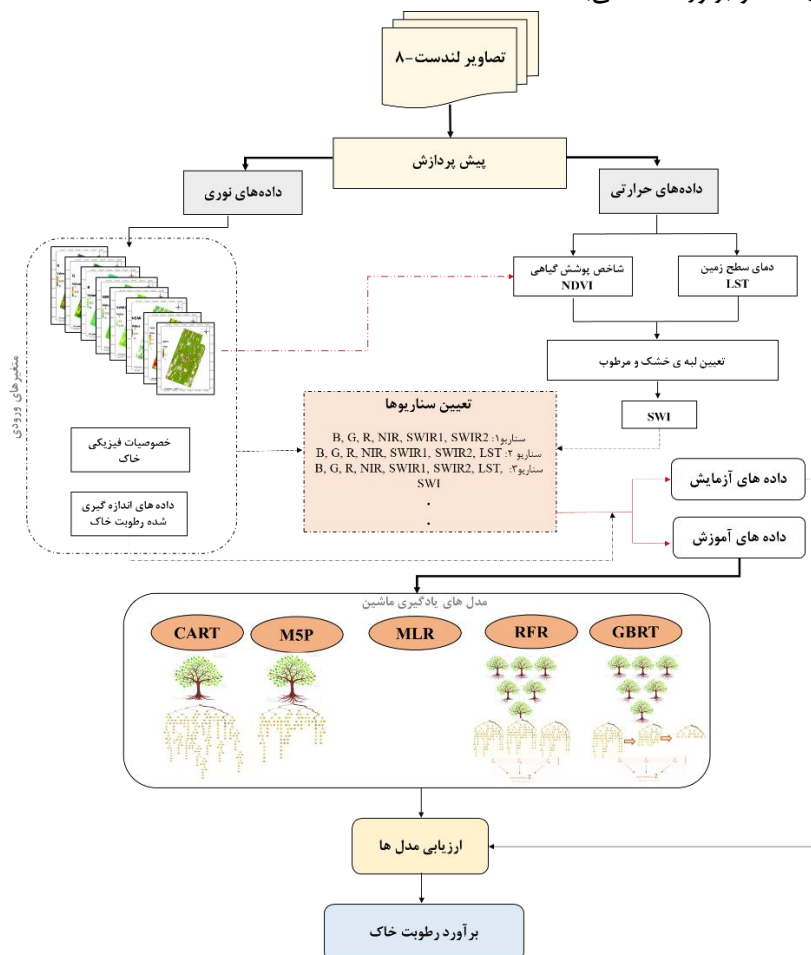 تصاویر لندست-۸
پیش پردازش
داده‌های نوری
داده‌های حرارتی
شاخص پوشش گیاهی
NDVI
دمای سطح زمین
LST
تعیین لبه ی خشک و مرطوب
SWI
متغیرهای ورودی
خصوصیات فیزیکی
خاک
داده های اندازه گیری
شده رطوبت خاک
تعیین سناریوها
سناریو۱: B, G, R, NIR, SWIR1, SWIR2
سناریو ۲: B, G, R, NIR, SWIR1, SWIR2, LST
سناریو۳: B, G, R, NIR, SWIR1, SWIR2, LST,
SWI
.
.
داده های آزمایش
داده های آموزش
مدل های یادگیری ماشین
CART
M5P
MLR
RFR
GBRT
ارزیابی مدل ها
برآورد رطوبت خاک